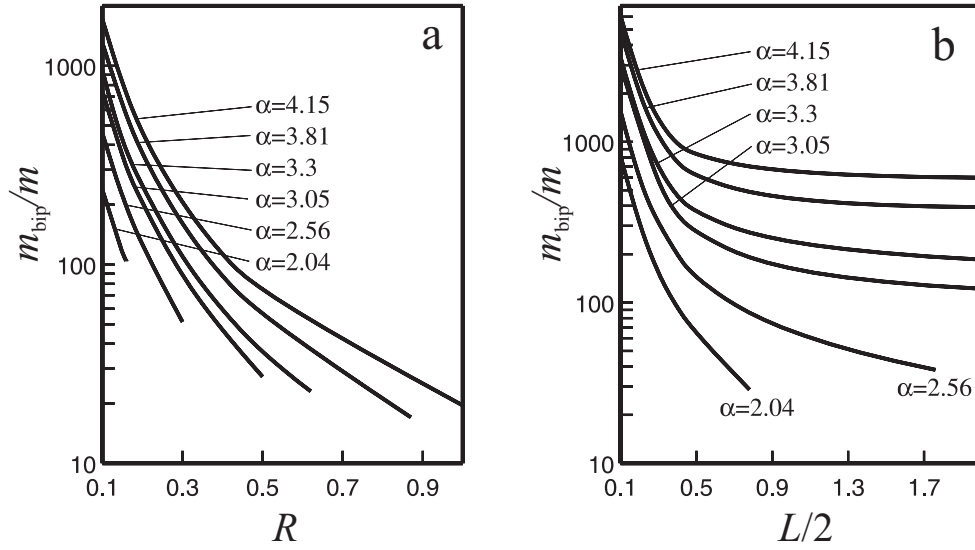 a
m_bip/m
1000
100
10
α=4.15
α=3.81
α=3.3
α=3.05
α=2.56
α=2.04
0.1 0.3 0.5 0.7 0.9
R
b
m_bip/m
1000
100
10
α=4.15
α=3.81
α=3.3
α=3.05
α=2.04
α=2.56
0.1 0.5 0.9 1.3 1.7
L/2